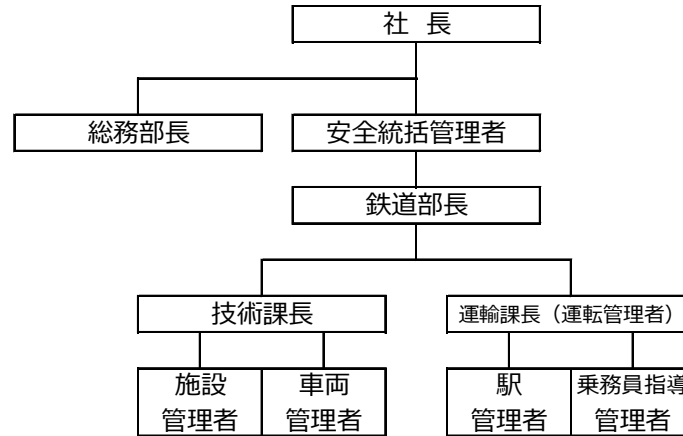 社 長
総務部長
安全統括管理者
鉄道部長
技術課長
運輸課長（運転管理者）
施設
管理者
車両
管理者
駅
管理者
乗務員指導
管理者